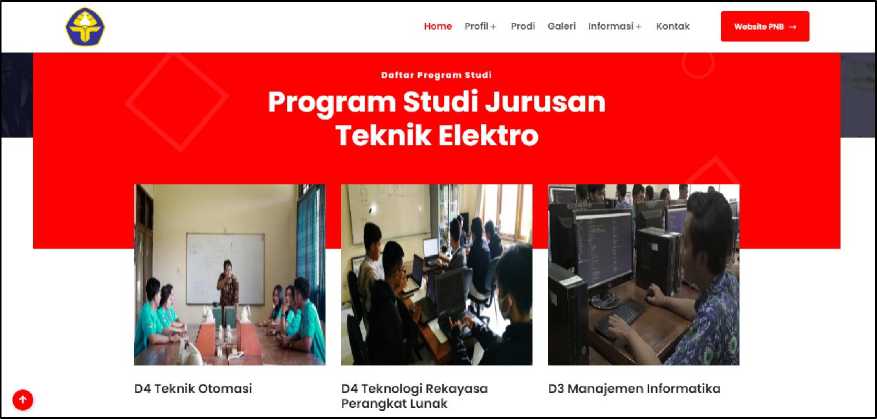 Home Profil + Prodi Galeri Informasi + Kontak Website PNB →
Daftar Program Studi
Program Studi Jurusan
Teknik Elektro
D4 Teknik Otomasi
D4 Teknologi Rekayasa
Perangkat Lunak
D3 Manajemen Informatika